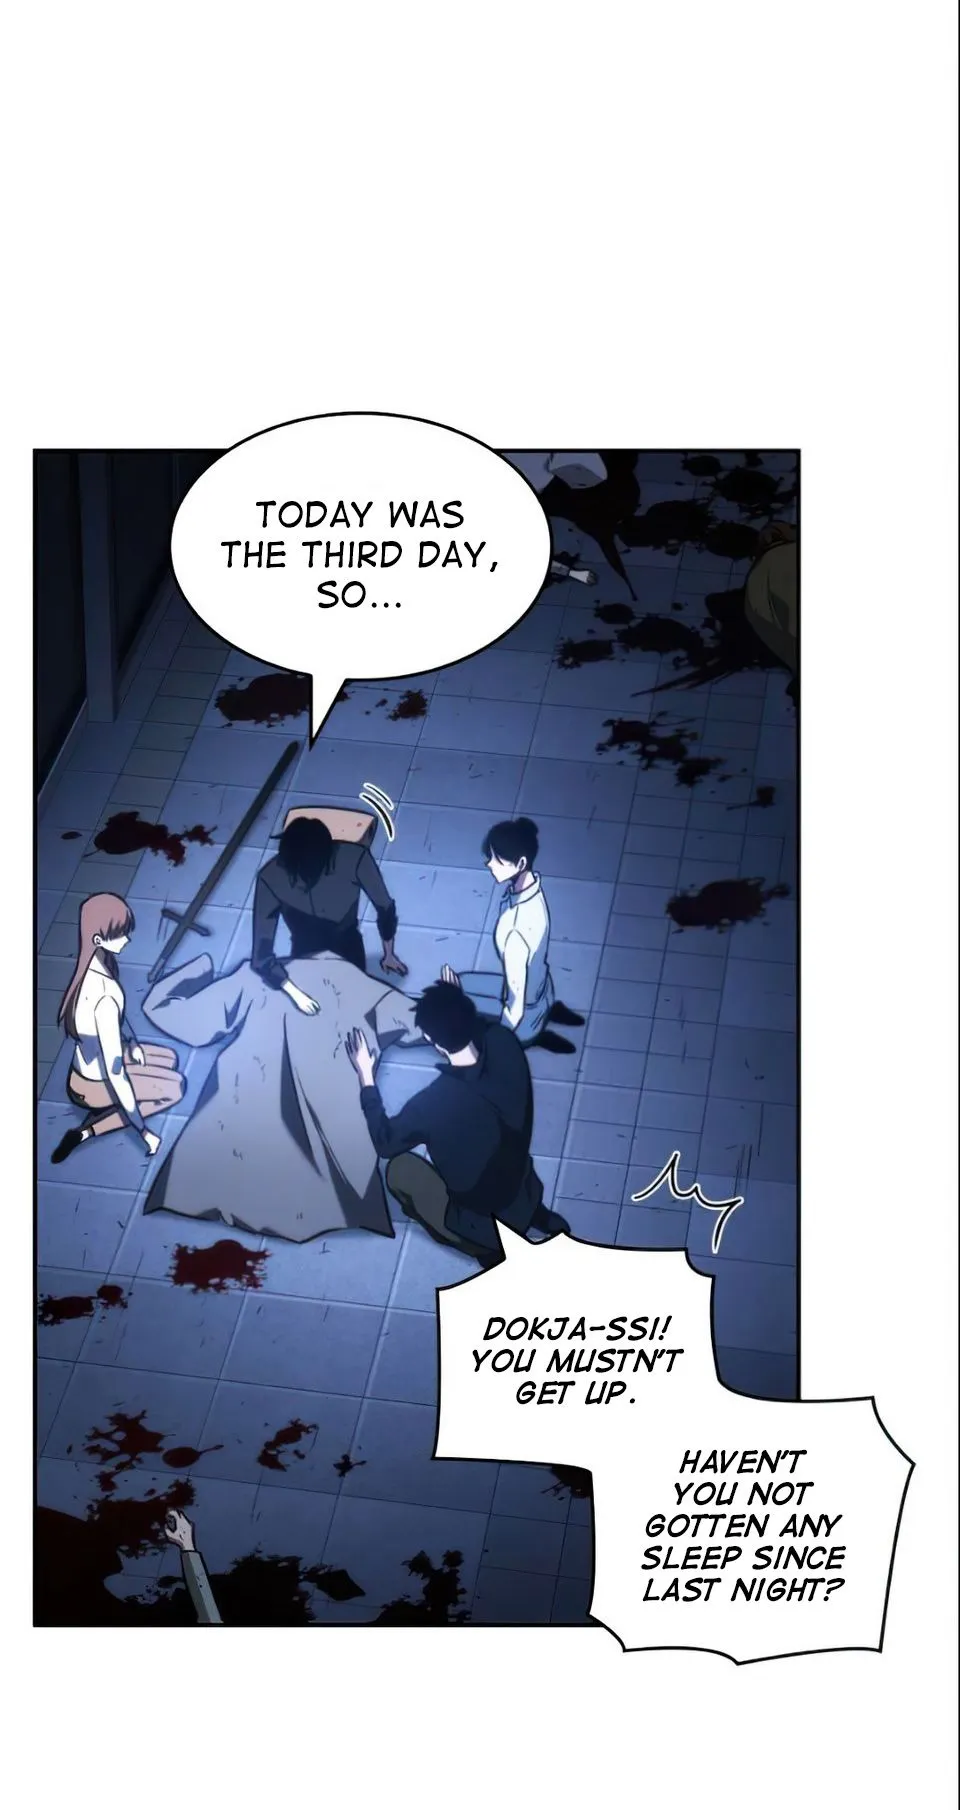 TODAY WAS
THE THIRD DAY,
SO...
DOKJA-SSI!
YOU MUSTN'T
GET UP.
HAVEN'T
YOU NOT
GOTTEN ANY
SLEEP SINCE
LAST NIGHT?